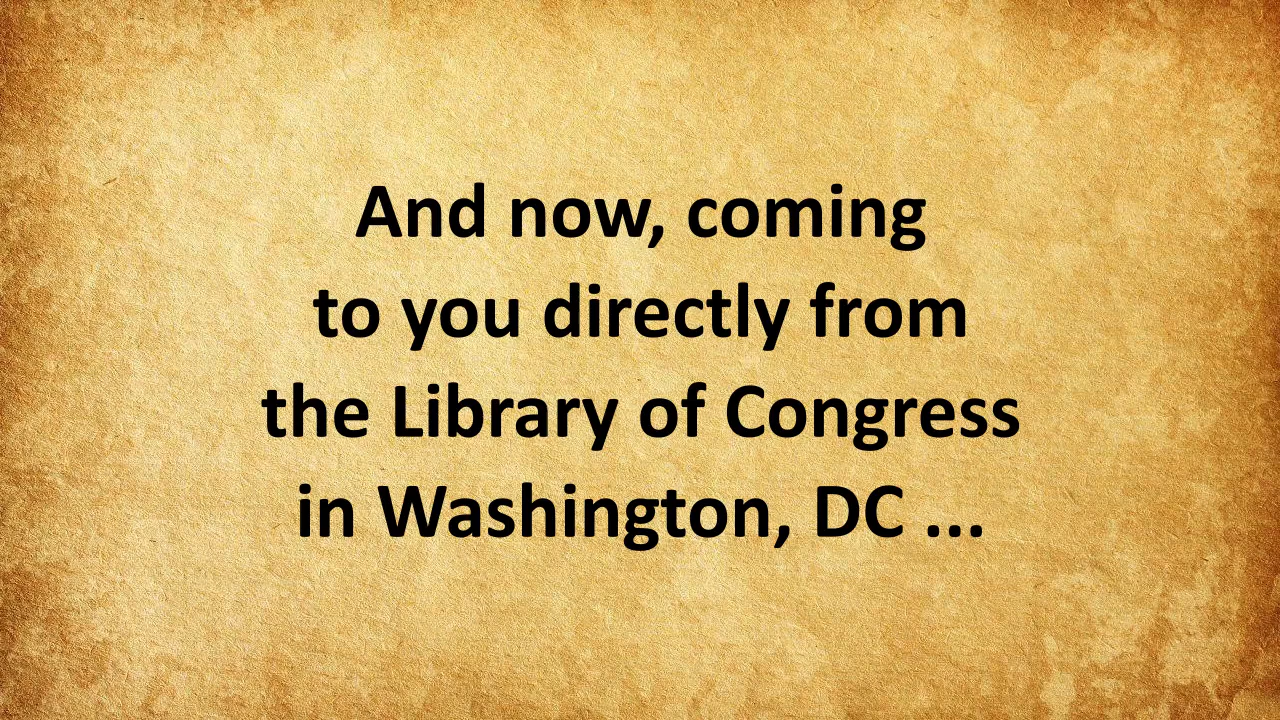 And now, coming
to you directly from
the Library of Congress
in Washington, DC ...